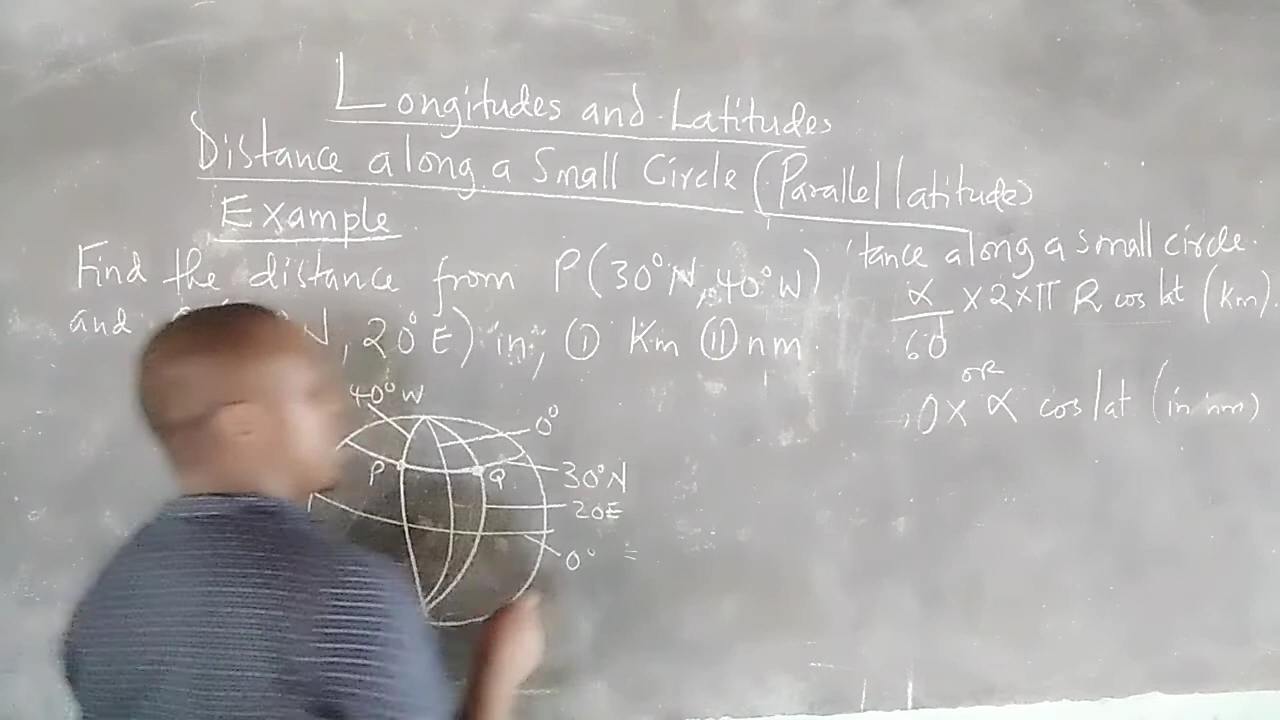 Longitudes and Latitudes
Distance along a Small Circle (Parallel latitude)
Example
Find the distance from P(30°N, 40°W)
and N, 20°E) in; (i) Km (ii) nm.
tance along a small circle.
α/60 × 2 × π R cos lat (Km)
OR
0 × α cos lat (in nm)
40°W
0°
P
Q
30°N
20E
0°
=